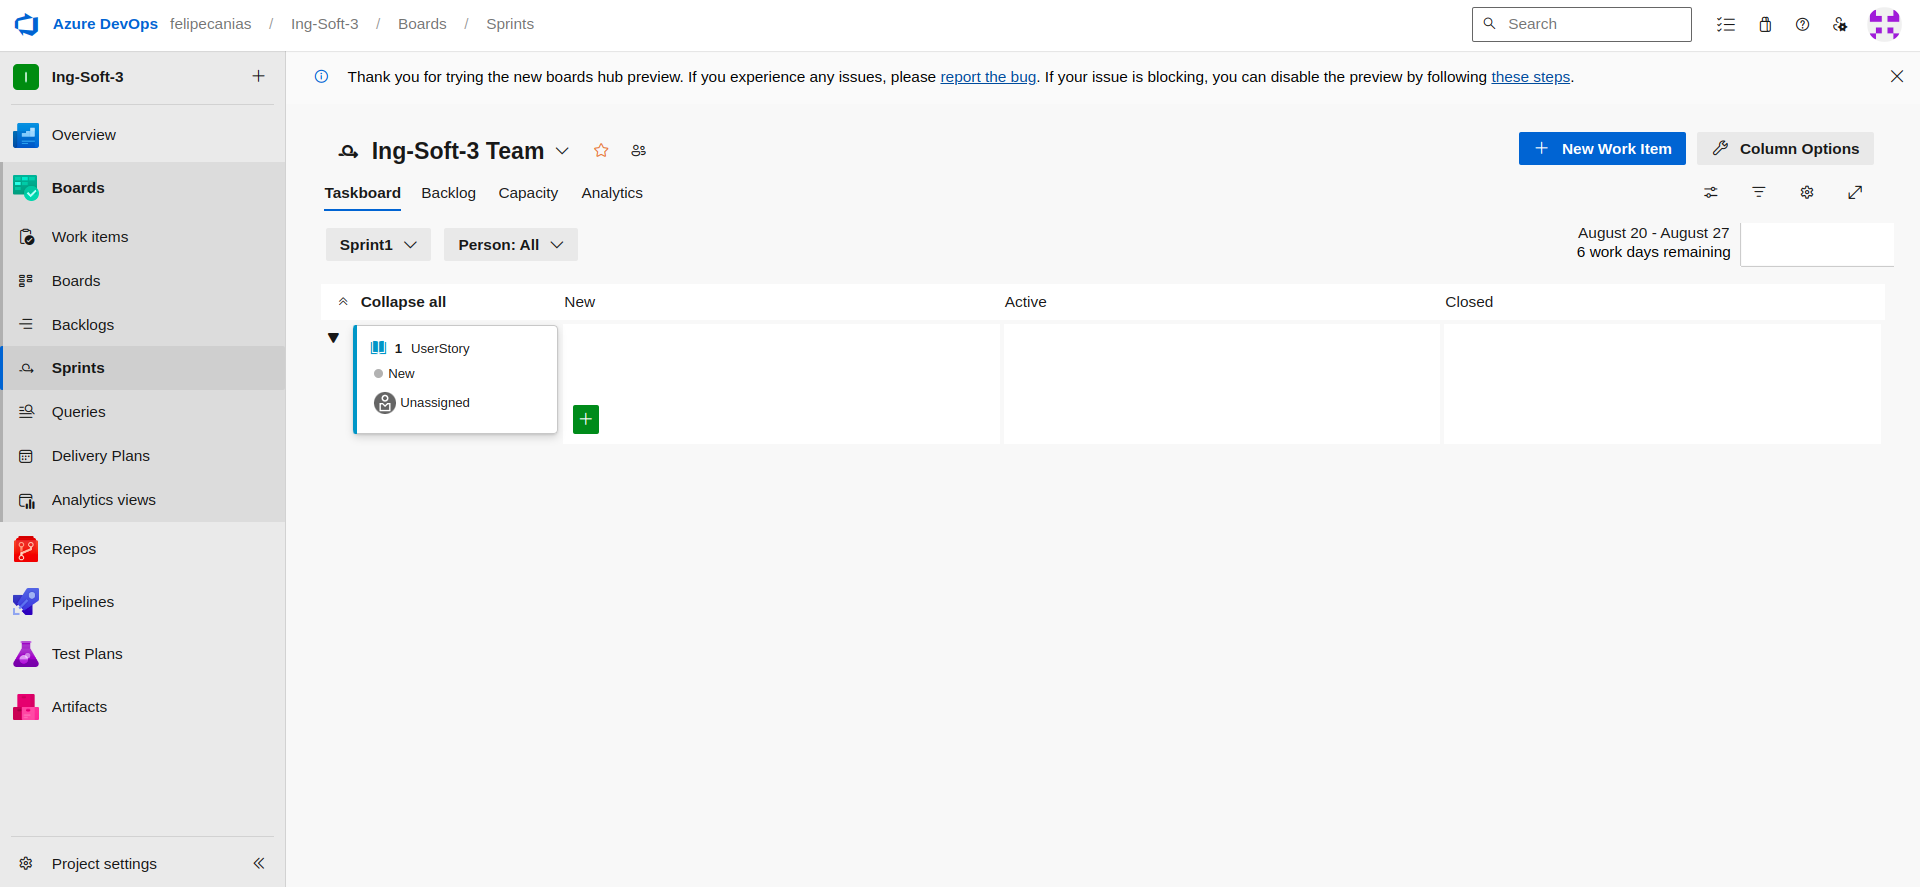 Azure DevOps felipecanias / Ing-Soft-3 / Boards / Sprints
Search
I Ing-Soft-3
Thank you for trying the new boards hub preview. If you experience any issues, please report the bug. If your issue is blocking, you can disable the preview by following these steps.
Overview
Boards
Work items
Boards
Backlogs
Sprints
Queries
Delivery Plans
Analytics views
Repos
Pipelines
Test Plans
Artifacts
Project settings
Ing-Soft-3 Team
New Work Item
Column Options
Taskboard Backlog Capacity Analytics
Sprint1
Person: All
August 20 - August 27
6 work days remaining
Collapse all New Active Closed
1 UserStory
New
Unassigned